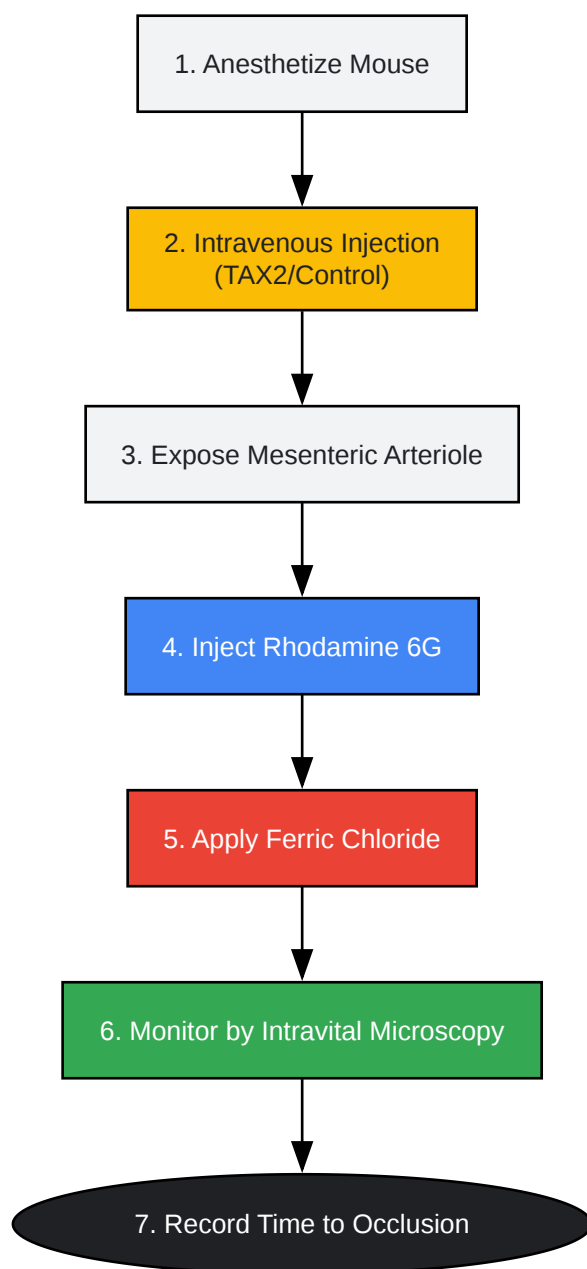 1. Anesthetize Mouse
2. Intravenous Injection
(TAX2/Control)
3. Expose Mesenteric Arteriole
4. Inject Rhodamine 6G
5. Apply Ferric Chloride
6. Monitor by Intravital Microscopy
7. Record Time to Occlusion